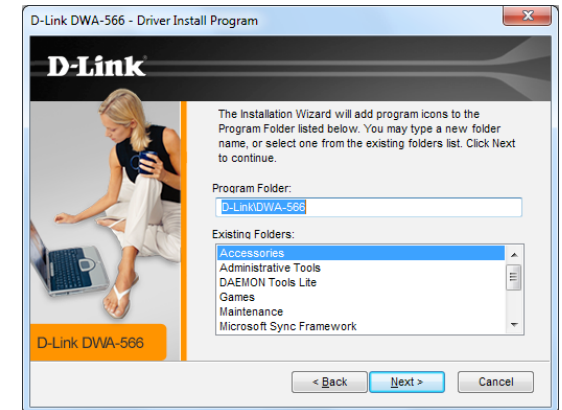 D-Link DWA-566 - Driver Install Program
D-Link
The Installation Wizard will add program icons to the
Program Folder listed below. You may type a new folder
name, or select one from the existing folders list. Click Next
to continue.
Program Folder:
D-Link\DWA-566
Existing Folders:
Accessories
Administrative Tools
DAEMON Tools Lite
Games
Maintenance
Microsoft Sync Framework
D-Link DWA-566
< Back
Next >
Cancel